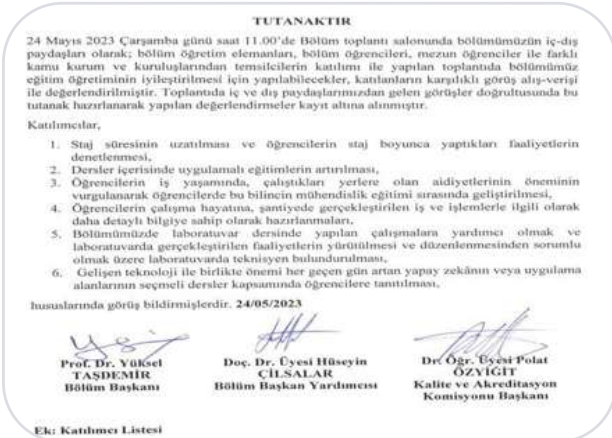 TUTANAKTIR
24 Mayıs 2023 Çarşamba günü saat 11.00'de Bölüm toplantı salonunda bölümümüzün iç-dış
paydaşları olarak; bölüm öğretim elemanları, bölüm öğrencileri, mezun öğrenciler ile farklı
kamu kurum ve kuruluşlarından temsilcilerin katılımı ile yapılan toplantıda bölümümüz
eğitim öğretiminin iyileştirilmesi için yapılabilecekler, katılanların karşılıklı görüş alış-verişi
ile değerlendirilmiştir. Toplantıda iç ve dış paydaşlarımızdan gelen görüşler doğrultusunda bu
tutanak hazırlanarak yapılan değerlendirmeler kayıt altına alınmıştır.
Katılımcılar,
1. Staj süresinin uzatılması ve öğrencilerin staj boyunca yaptıkları faaliyetlerin
denetlenmesi,
2. Dersler içerisinde uygulamalı eğitimlerin artırılması,
3. Öğrencilerin iş yaşamında, çalıştıkları yerlere olan aidiyetlerinin öneminin
vurgulanarak öğrencilerde bu bilincin mühendislik eğitimi sırasında geliştirilmesi,
4. Öğrencilerin çalışma hayatına, şantiyede gerçekleştirilen iş ve işlemlerle ilgili olarak
daha detaylı bilgiye sahip olarak hazırlanmaları,
5. Bölümümüzde laboratuvar dersinde yapılan çalışmalara yardımcı olmak ve
laboratuvarda gerçekleştirilen faaliyetlerin yürütülmesi ve düzenlenmesinden sorumlu
olmak üzere laboratuvarda teknisyen bulundurulması,
6. Gelişen teknoloji ile birlikte önemi her geçen gün artan yapay zekânın veya uygulama
alanlarının seçmeli dersler kapsamında öğrencilere tanıtılması,
hususlarında görüş bildirmişlerdir. 24/05/2023
Prof. Dr. Yüksel
TAŞDEMİR
Bölüm Başkanı
Doç. Dr. Üyesi Hüseyin
ÇİLSALAR
Bölüm Başkan Yardımcısı
Dr. Öğr. Üyesi Polat
ÖZYİĞİT
Kalite ve Akreditasyon
Komisyonu Başkanı
Ek: Katılımcı Listesi